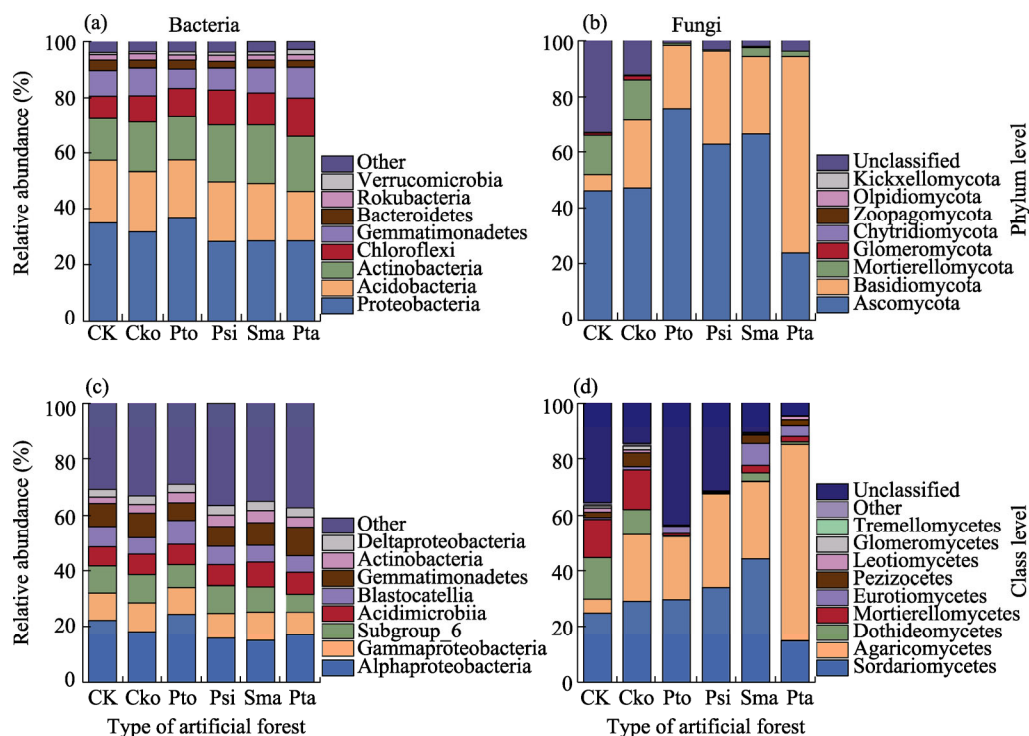 (a)
Bacteria
Relative abundance (%)
100
80
60
40
20
0
CK Cko Pto Psi Sma Pta
Other
Verrucomicrobia
Rokubacteria
Bacteroidetes
Gemmatimonadetes
Chloroflexi
Actinobacteria
Acidobacteria
Proteobacteria
(b)
Fungi
100
80
60
40
20
0
CK Cko Pto Psi Sma Pta
Unclassified
Kickxellomycota
Olpidiomycota
Zoopagomycota
Chytridiomycota
Glomeromycota
Mortierellomycota
Basidiomycota
Ascomycota
Phylum level
(c)
Relative abundance (%)
100
80
60
40
20
0
CK Cko Pto Psi Sma Pta
Type of artificial forest
Other
Deltaproteobacteria
Actinobacteria
Gemmatimonadetes
Blastocatellia
Acidimicrobiia
Subgroup_6
Gammaproteobacteria
Alphaproteobacteria
(d)
100
80
60
40
20
0
CK Cko Pto Psi Sma Pta
Type of artificial forest
Unclassified
Other
Tremellomycetes
Glomeromycetes
Leotiomycetes
Pezizocetes
Eurotiomycetes
Mortierellomycetes
Dothideomycetes
Agaricomycetes
Sordariomycetes
Class level